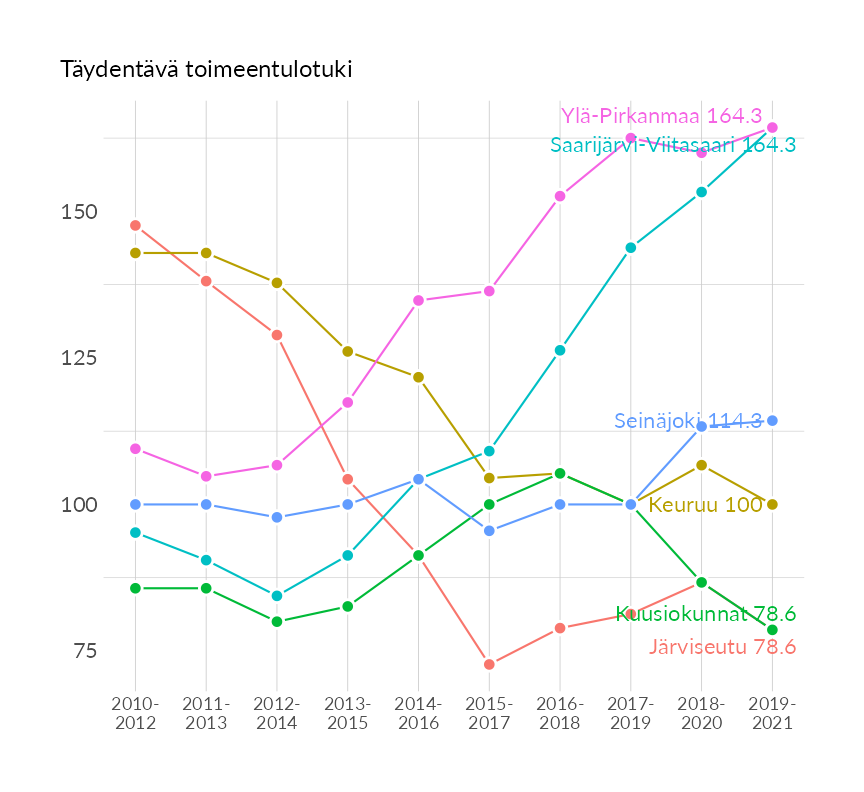 Täydentävä toimeentulotuki
Ylä-Pirkanmaa 164.3
Saarijärvi-Viitasaari 164.3
150
125
Seinäjoki 114.3
100
Keuruu 100
Kuusiokunnat 78.6
75
Järviseutu 78.6
2010- 2011- 2012- 2013- 2014- 2015- 2016- 2017- 2018- 2019-
2012 2013 2014 2015 2016 2017 2018 2019 2020 2021